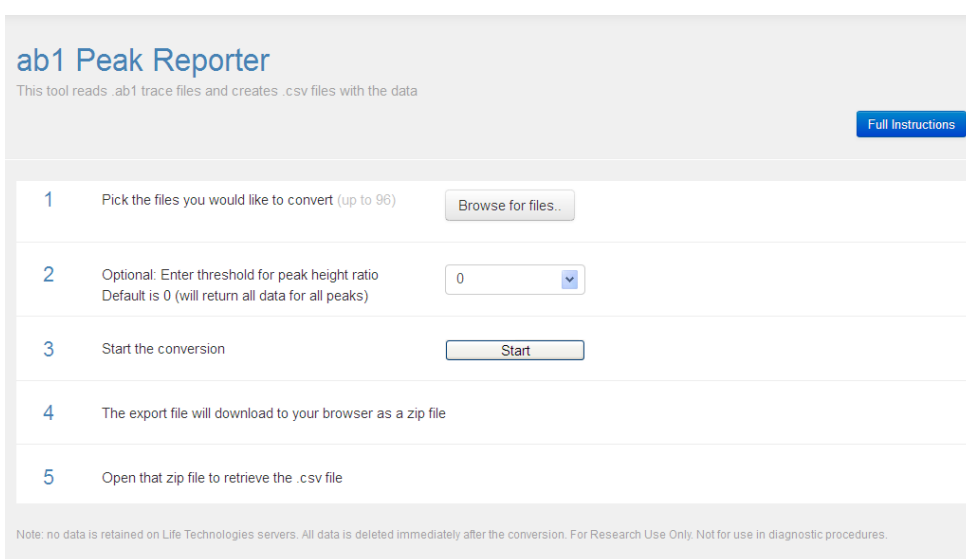 ab1 Peak Reporter
This tool reads .ab1 trace files and creates .csv files with the data
Full Instructions
1 Pick the files you would like to convert (up to 96) Browse for files..
2 Optional: Enter threshold for peak height ratio 0
Default is 0 (will return all data for all peaks)
3 Start the conversion Start
4 The export file will download to your browser as a zip file
5 Open that zip file to retrieve the .csv file
Note: no data is retained on Life Technologies servers. All data is deleted immediately after the conversion. For Research Use Only. Not for use in diagnostic procedures.